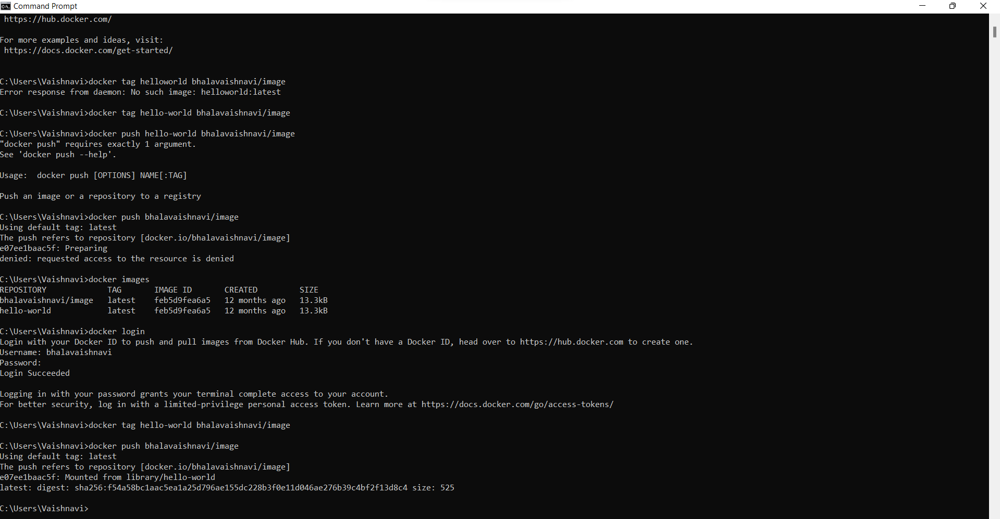 Command Prompt
https://hub.docker.com/
For more examples and ideas, visit:
https://docs.docker.com/get-started/
C:\Users\Vaishnavi>docker tag helloworld bhalavaishnavi/image
Error response from daemon: No such image: helloworld:latest
C:\Users\Vaishnavi>docker tag hello-world bhalavaishnavi/image
C:\Users\Vaishnavi>docker push hello-world bhalavaishnavi/image
"docker push" requires exactly 1 argument.
See 'docker push --help'.
Usage:  docker push [OPTIONS] NAME[:TAG]
Push an image or a repository to a registry
C:\Users\Vaishnavi>docker push bhalavaishnavi/image
Using default tag: latest
The push refers to repository [docker.io/bhalavaishnavi/image]
e07ee1baac5f: Preparing
denied: requested access to the resource is denied
C:\Users\Vaishnavi>docker images
REPOSITORY             TAG       IMAGE ID       CREATED         SIZE
bhalavaishnavi/image   latest    feb5d9fea6a5   12 months ago   13.3kB
hello-world            latest    feb5d9fea6a5   12 months ago   13.3kB
C:\Users\Vaishnavi>docker login
Login with your Docker ID to push and pull images from Docker Hub. If you don't have a Docker ID, head over to https://hub.docker.com to create one.
Username: bhalavaishnavi
Password:
Login Succeeded
Logging in with your password grants your terminal complete access to your account.
For better security, log in with a limited-privilege personal access token. Learn more at https://docs.docker.com/go/access-tokens/
C:\Users\Vaishnavi>docker tag hello-world bhalavaishnavi/image
C:\Users\Vaishnavi>docker push bhalavaishnavi/image
Using default tag: latest
The push refers to repository [docker.io/bhalavaishnavi/image]
e07ee1baac5f: Mounted from library/hello-world
latest: digest: sha256:f54a58bc1aac5ea1a25d796ae155dc228b3f0e11d046ae276b39c4bf2f13d8c4 size: 525
C:\Users\Vaishnavi>